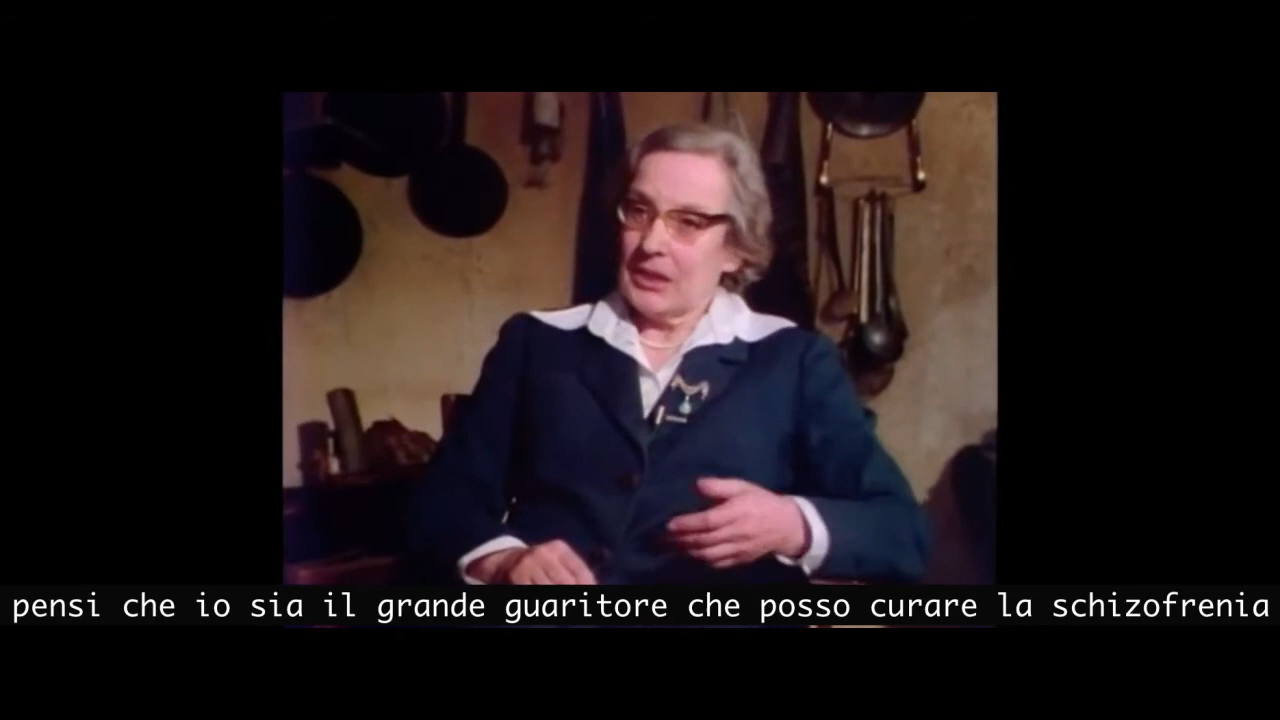 pensi che io sia il grande guaritore che posso curare la schizofrenia